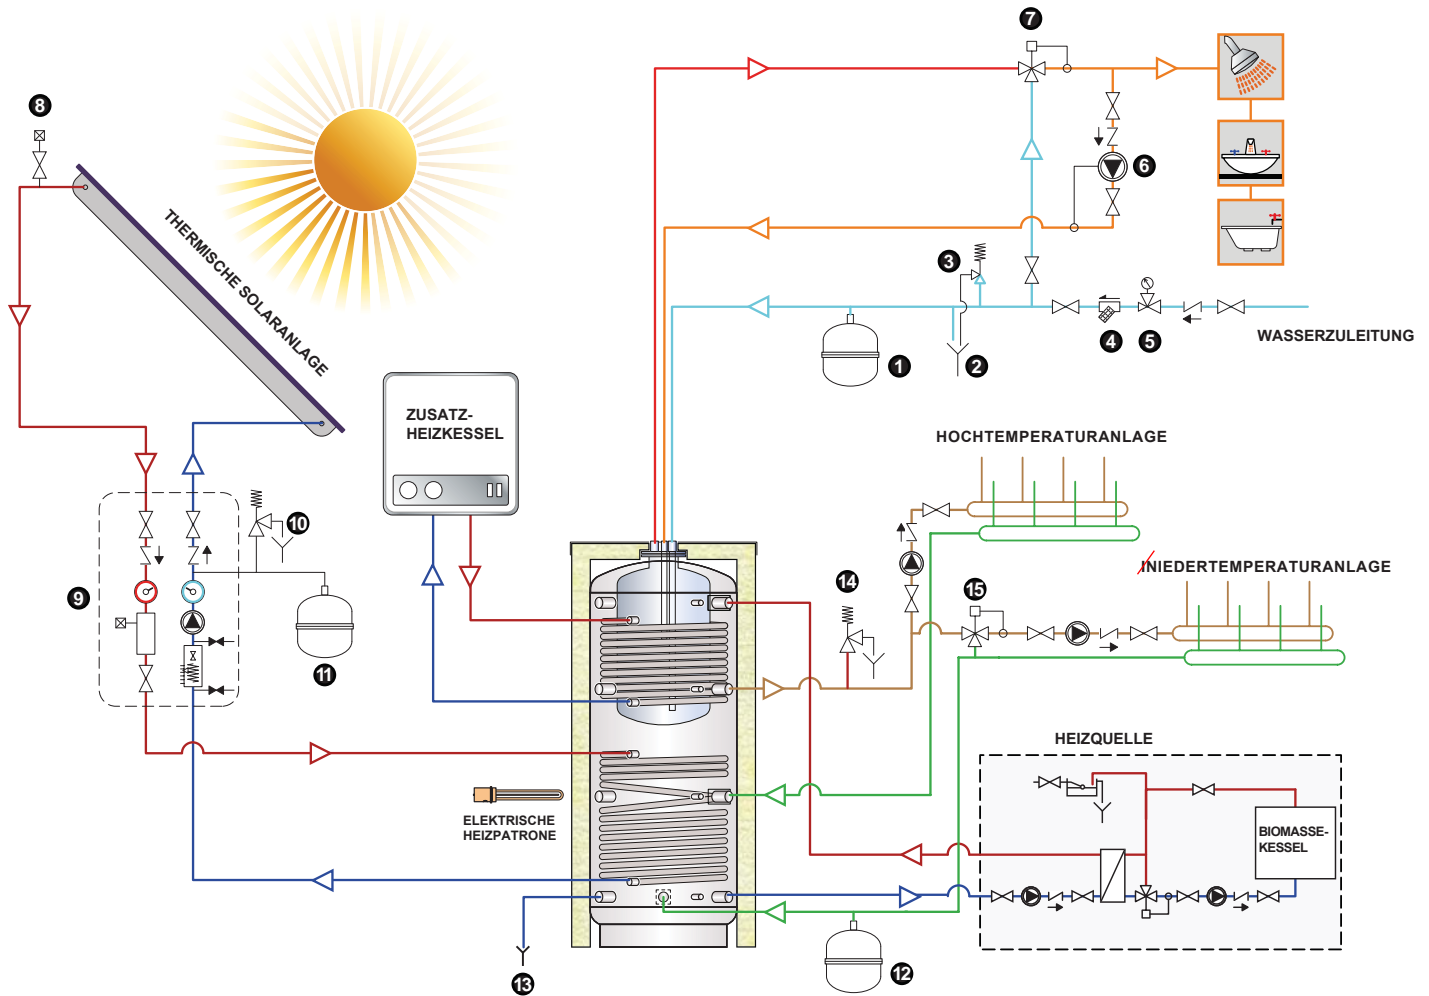 7
8
6
THERMISCHE SOLARANLAGE
3
WASSERZULEITUNG
4
5
1
2
ZUSATZ-
HEIZKESSEL
HOCHTEMPERATURANLAGE
10
NIEDERTEMPERATURANLAGE
14
15
9
11
HEIZQUELLE
ELEKTRISCHE
HEIZPATRONE
BIOMASSE-
KESSEL
12
13